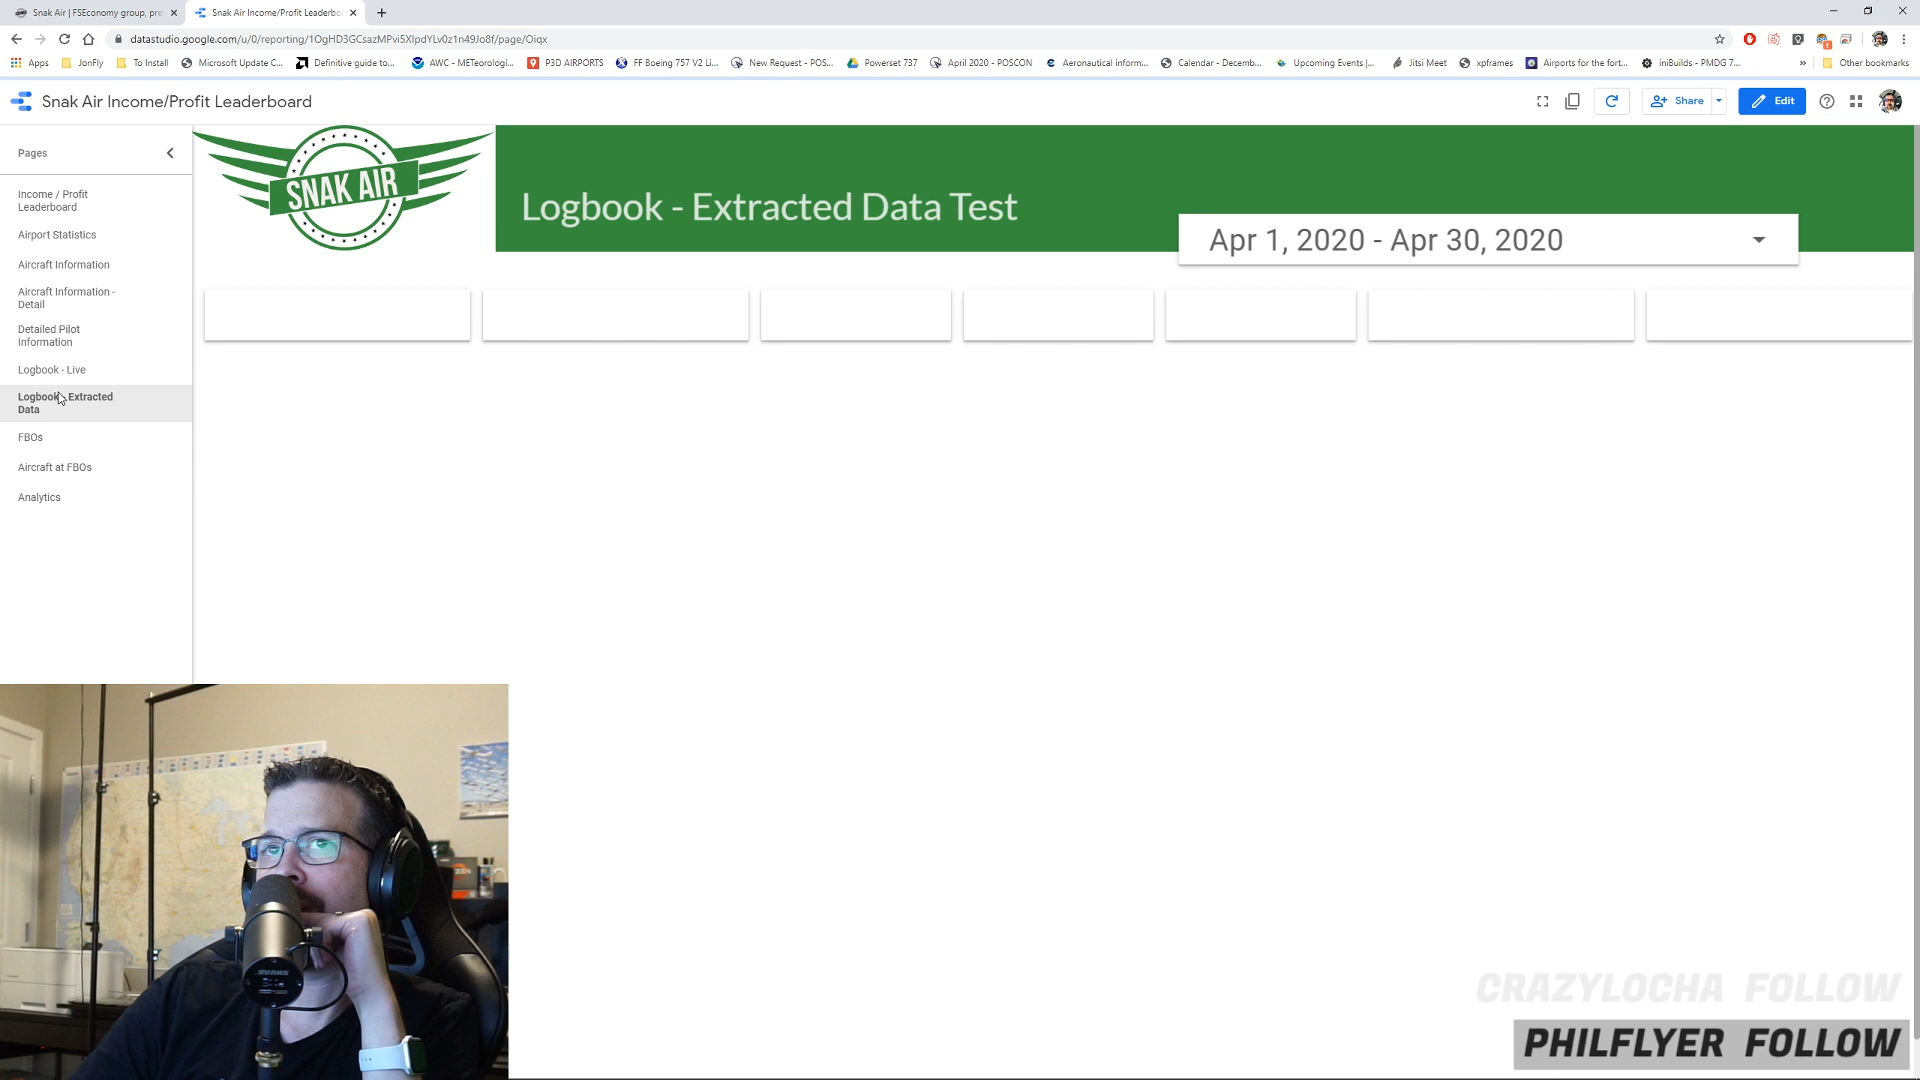 Snak Air | FSEconomy group, pre
Snak Air Income/Profit Leaderbo
datastudio.google.com/u/0/reporting/1OgHD3GCsazMPvi5XlpdYLv0z1n49Jo8f/page/Oiqx
Apps
JonFly
To Install
Microsoft Update C...
Definitive guide to...
AWC - METeorologi...
P3D AIRPORTS
FF Boeing 757 V2 Li...
New Request - POS...
Powerset 737
April 2020 - POSCON
Aeronautical inform...
Calendar - Decemb...
Upcoming Events |...
Jitsi Meet
xpframes
Airports for the fort...
iniBuilds - PMDG 7...
»
Other bookmarks
Snak Air Income/Profit Leaderboard
Share
Edit
Pages
Income / Profit
Leaderboard
Airport Statistics
Aircraft Information
Aircraft Information -
Detail
Detailed Pilot
Information
Logbook - Live
Logbook - Extracted
Data
FBOs
Aircraft at FBOs
Analytics
SNAK AIR
Logbook - Extracted Data Test
Apr 1, 2020 - Apr 30, 2020
CRAZYLOCHA FOLLOW
PHILFLYER FOLLOW